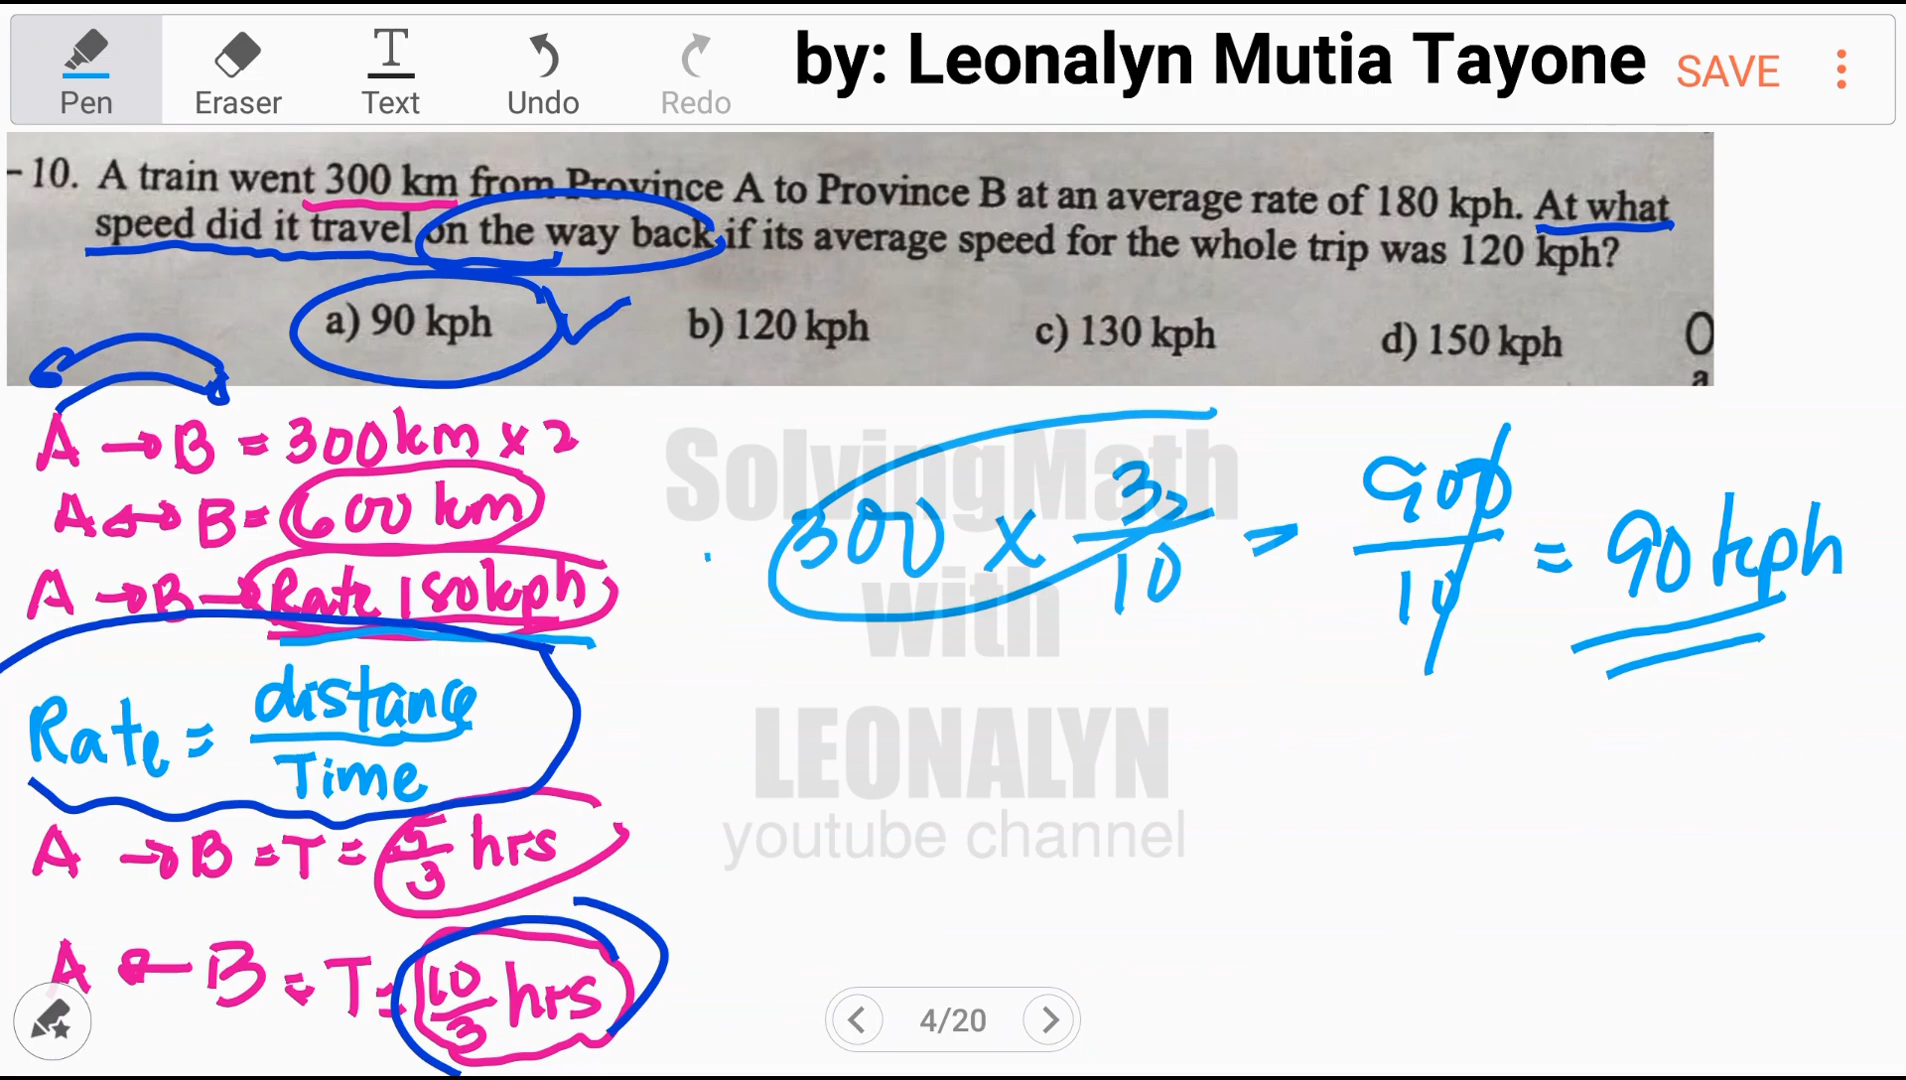 Pen
Eraser
Text
Undo
Redo
by: Leonalyn Mutia Tayone
SAVE
10. A train went 300 km from Province A to Province B at an average rate of 180 kph. At what
speed did it travel on the way back if its average speed for the whole trip was 120 kph?
a) 90 kph b) 120 kph c) 130 kph d) 150 kph
A → B = 300 km × 2
A ↔ B = 600 km
A → B → Rate 180 kph
Rate = distance / Time
A → B = T = 5/3 hrs
A ← B = T = 10/3 hrs
300 × 3/10 = 900/10 = 90 kph
SolvingMath
with
LEONALYN
youtube channel
4/20